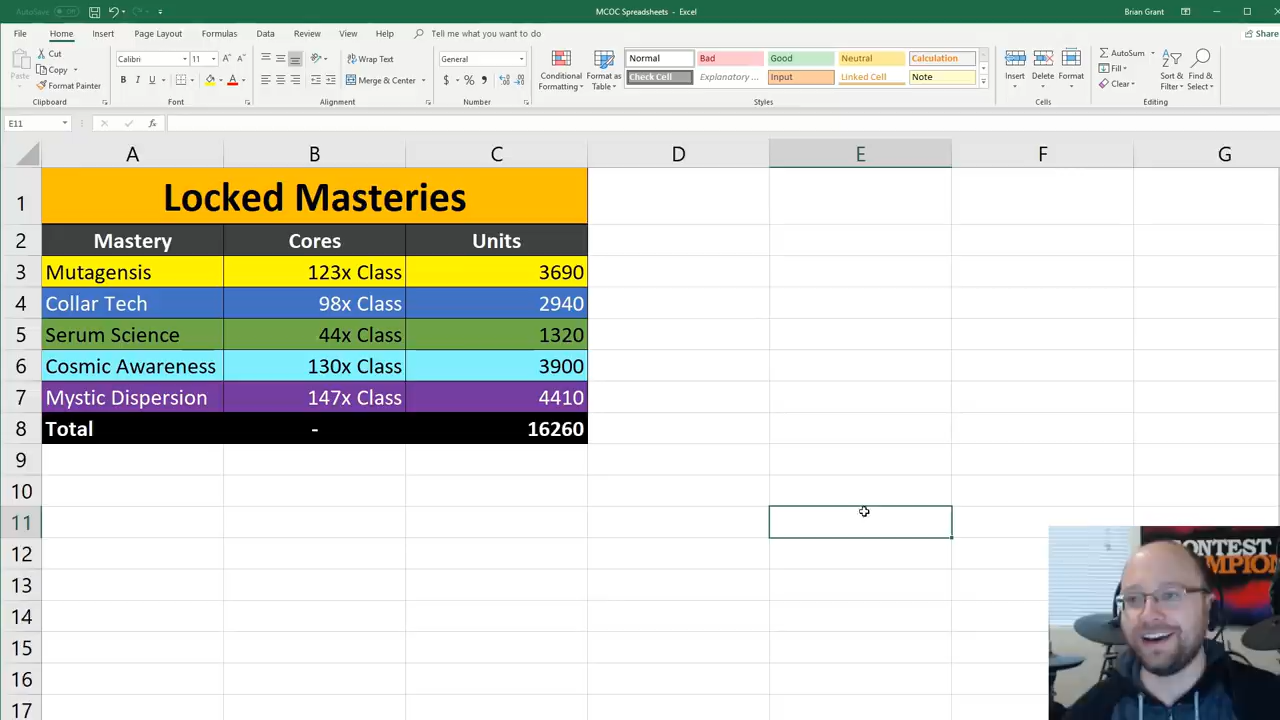 AutoSave Off
MCOC Spreadsheets - Excel
Brian Grant
File Home Insert Page Layout Formulas Data Review View Help Tell me what you want to do Share
Paste
Cut
Copy
Format Painter
Clipboard
Calibri 11
B I U
Font
Wrap Text
Merge & Center
Alignment
General
$ % ,
Number
Conditional Formatting
Format as Table
Normal Bad Good Neutral Calculation
Check Cell Explanatory ... Input Linked Cell Note
Styles
Insert Delete Format
Cells
AutoSum
Fill
Clear
Sort & Filter
Find & Select
Editing
E11 fx
A B C D E F G
1 Locked Masteries
2 Mastery Cores Units
3 Mutagensis 123x Class 3690
4 Collar Tech 98x Class 2940
5 Serum Science 44x Class 1320
6 Cosmic Awareness 130x Class 3900
7 Mystic Dispersion 147x Class 4410
8 Total - 16260
9
10
11
12
13
14
15
16
17
CONTEST
CHAMPION